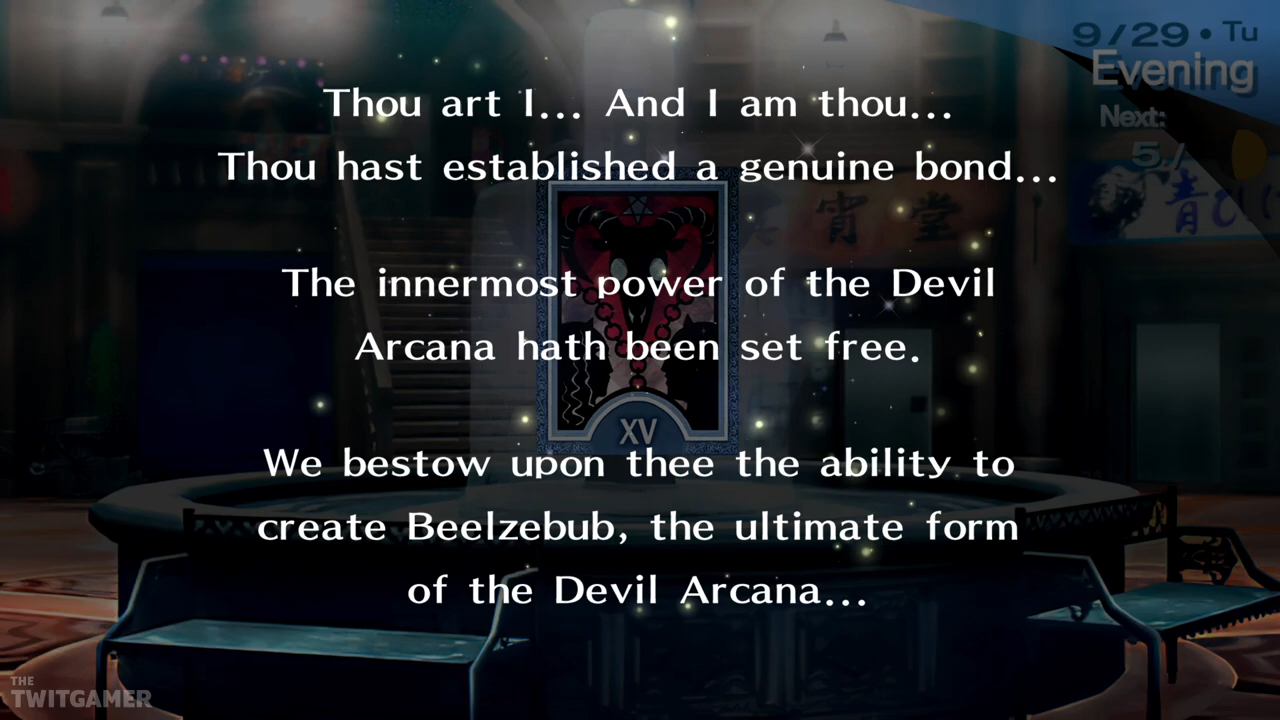 9/29 • Tu
Evening
Next:
Thou art I... And I am thou...
Thou hast established a genuine bond...
The innermost power of the Devil
Arcana hath been set free.
XV
We bestow upon thee the ability to
create Beelzebub, the ultimate form
of the Devil Arcana...
THE
TWITGAMER